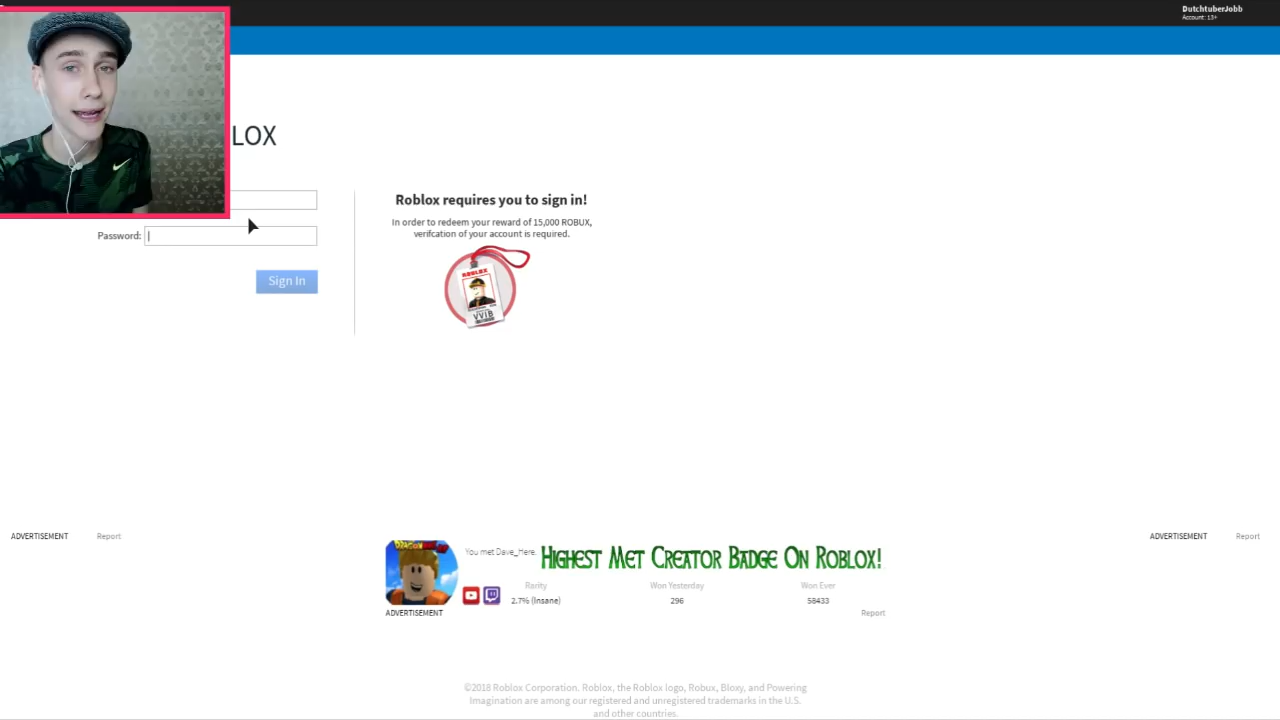 DutchtuberJobb
Account: 13+
LOX
Roblox requires you to sign in!
In order to redeem your reward of 15,000 ROBUX,
verifcation of your account is required.
Password:
Sign In
ROBLOX
VVIB
ADVERTISEMENT Report
ADVERTISEMENT Report
You met Dave_Here. HIGHEST MET CREATOR BADGE ON ROBLOX!
Rarity Won Yesterday Won Ever
2.7% (Insane) 296 58433
ADVERTISEMENT Report
©2018 Roblox Corporation. Roblox, the Roblox logo, Robux, Bloxy, and Powering
Imagination are among our registered and unregistered trademarks in the U.S.
and other countries.